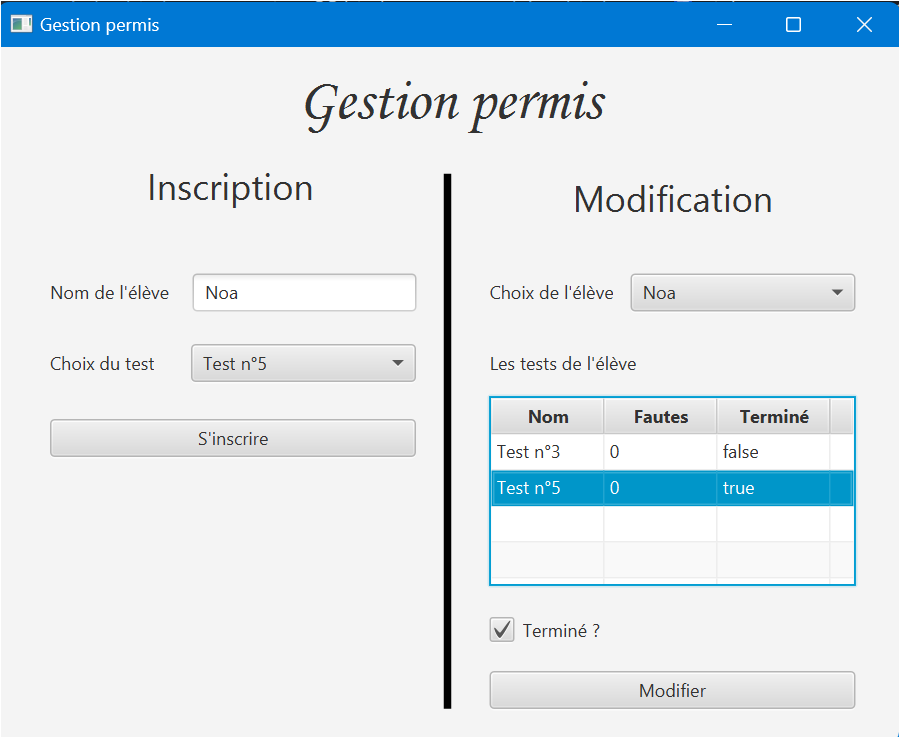 Gestion permis
Gestion permis
Inscription
Nom de l'élève Noa
Choix du test Test n°5
S'inscrire
Modification
Choix de l'élève Noa
Les tests de l'élève
Nom Fautes Terminé
Test n°3 0 false
Test n°5 0 true
Terminé ?
Modifier